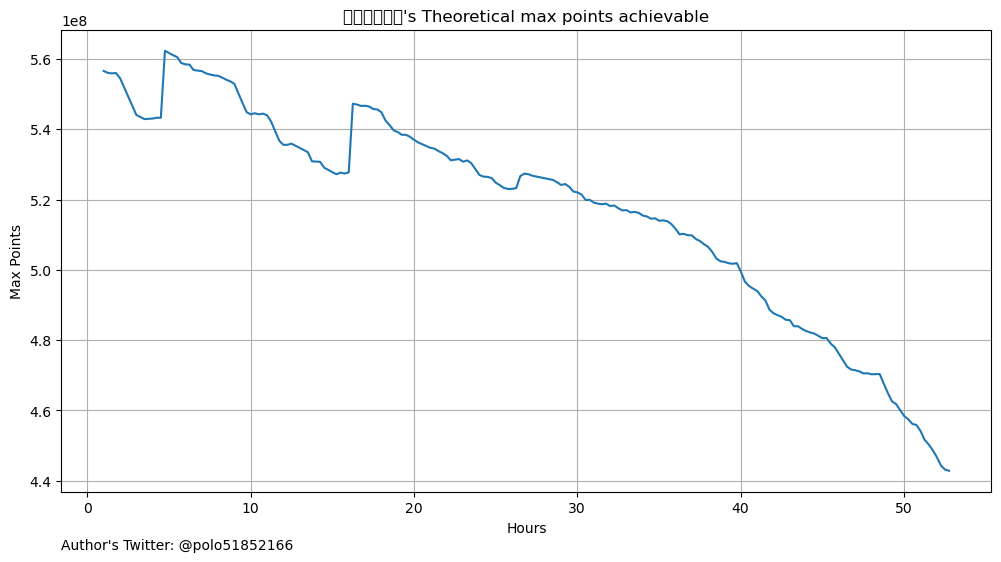 's Theoretical max points achievable
1e8
5.6
5.4
5.2
5.0
4.8
4.6
4.4
Max Points
0 10 20 30 40 50
Hours
Author's Twitter: @polo51852166